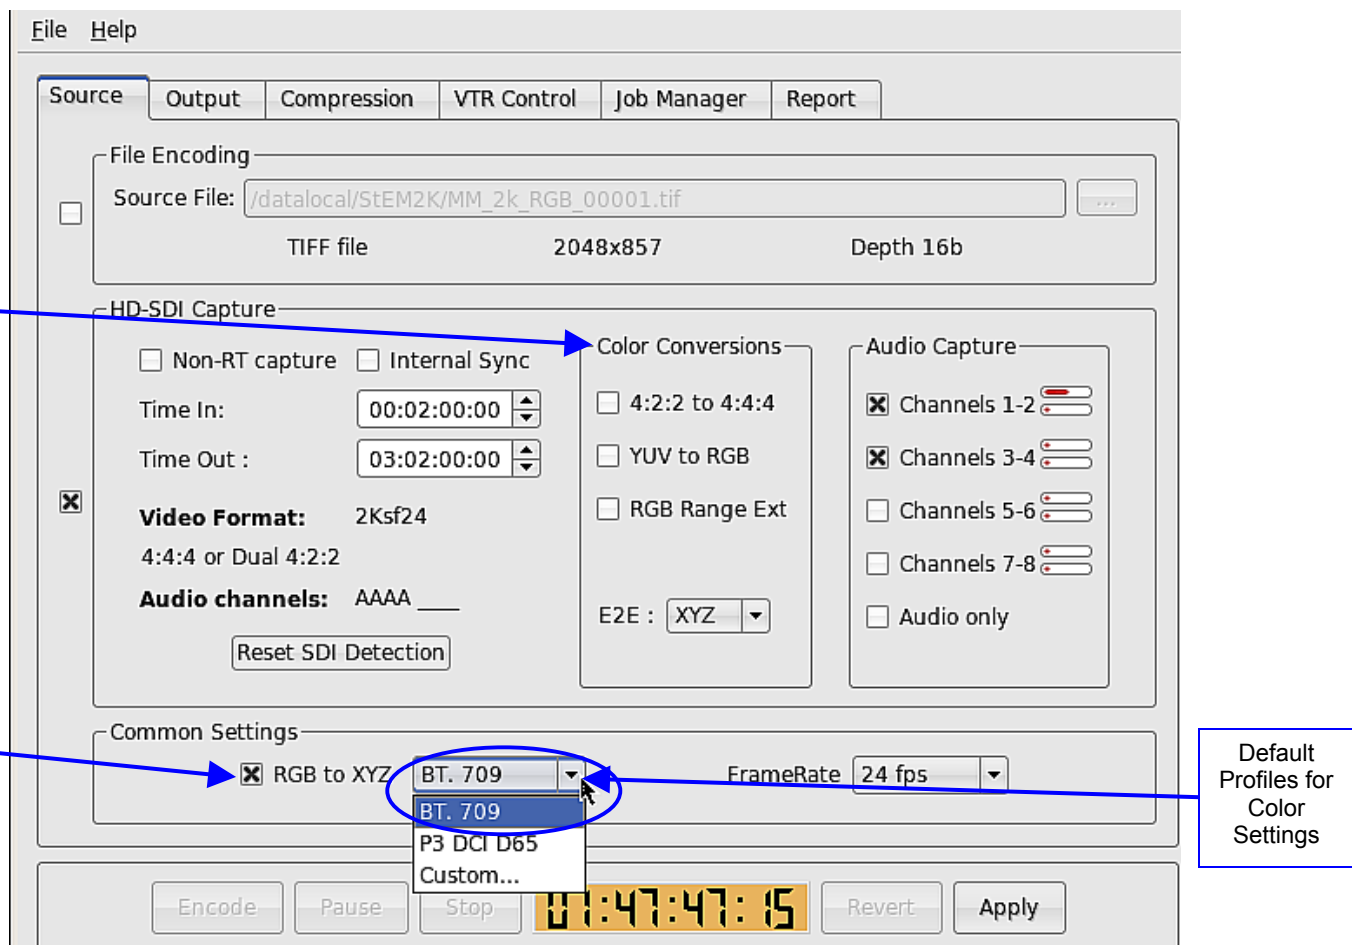 File Help
Source Output Compression VTR Control Job Manager Report
File Encoding
Source File: /datalocal/StEM2K/MM_2k_RGB_00001.tif ...
TIFF file 2048x857 Depth 16b
HD-SDI Capture
Non-RT capture Internal Sync
Time In: 00:02:00:00
Time Out : 03:02:00:00
Video Format: 2Ksf24
4:4:4 or Dual 4:2:2
Audio channels: AAAA ___
Reset SDI Detection
Color Conversions
4:2:2 to 4:4:4
YUV to RGB
RGB Range Ext
E2E : XYZ
Audio Capture
Channels 1-2
Channels 3-4
Channels 5-6
Channels 7-8
Audio only
Common Settings
RGB to XYZ BT. 709 FrameRate 24 fps
BT. 709
P3 DCI D65
Custom...
Default
Profiles for
Color
Settings
Encode Pause Stop 01:47:47:15 Revert Apply